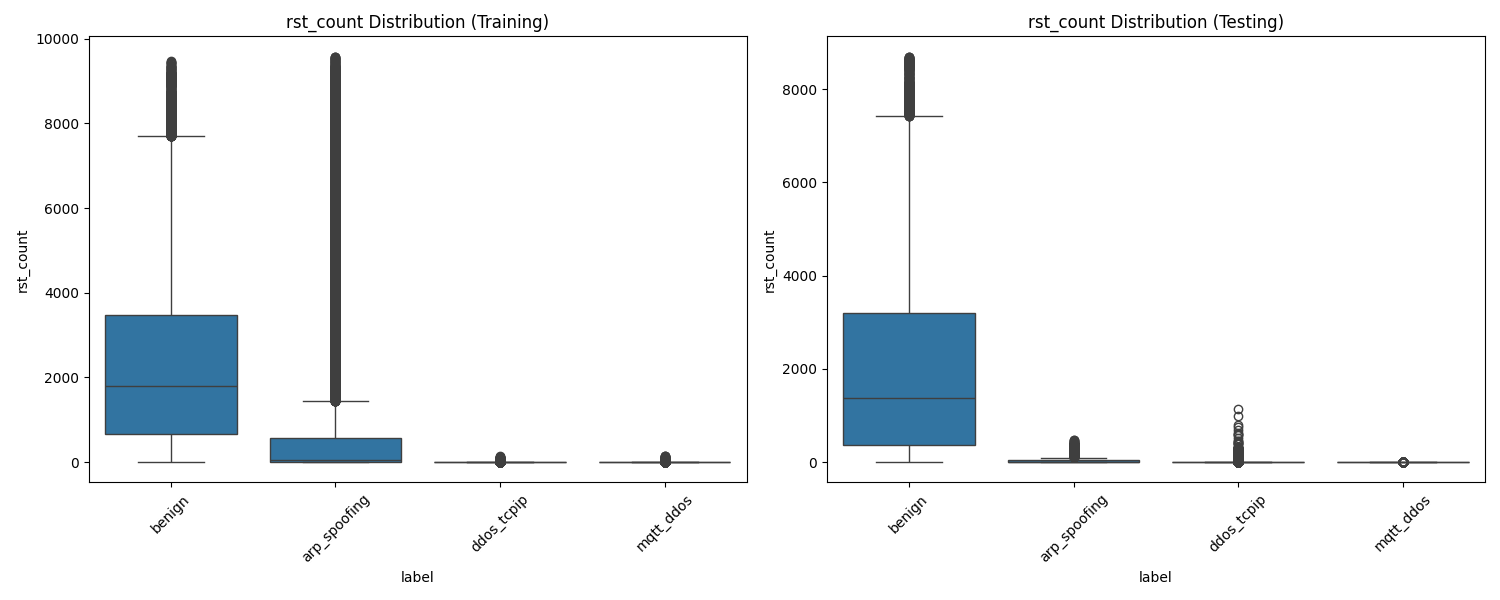 rst_count Distribution (Training)
rst_count
10000
8000
6000
4000
2000
0
benign
arp_spoofing
ddos_tcpip
mqtt_ddos
label
rst_count Distribution (Testing)
rst_count
8000
6000
4000
2000
0
benign
arp_spoofing
ddos_tcpip
mqtt_ddos
label